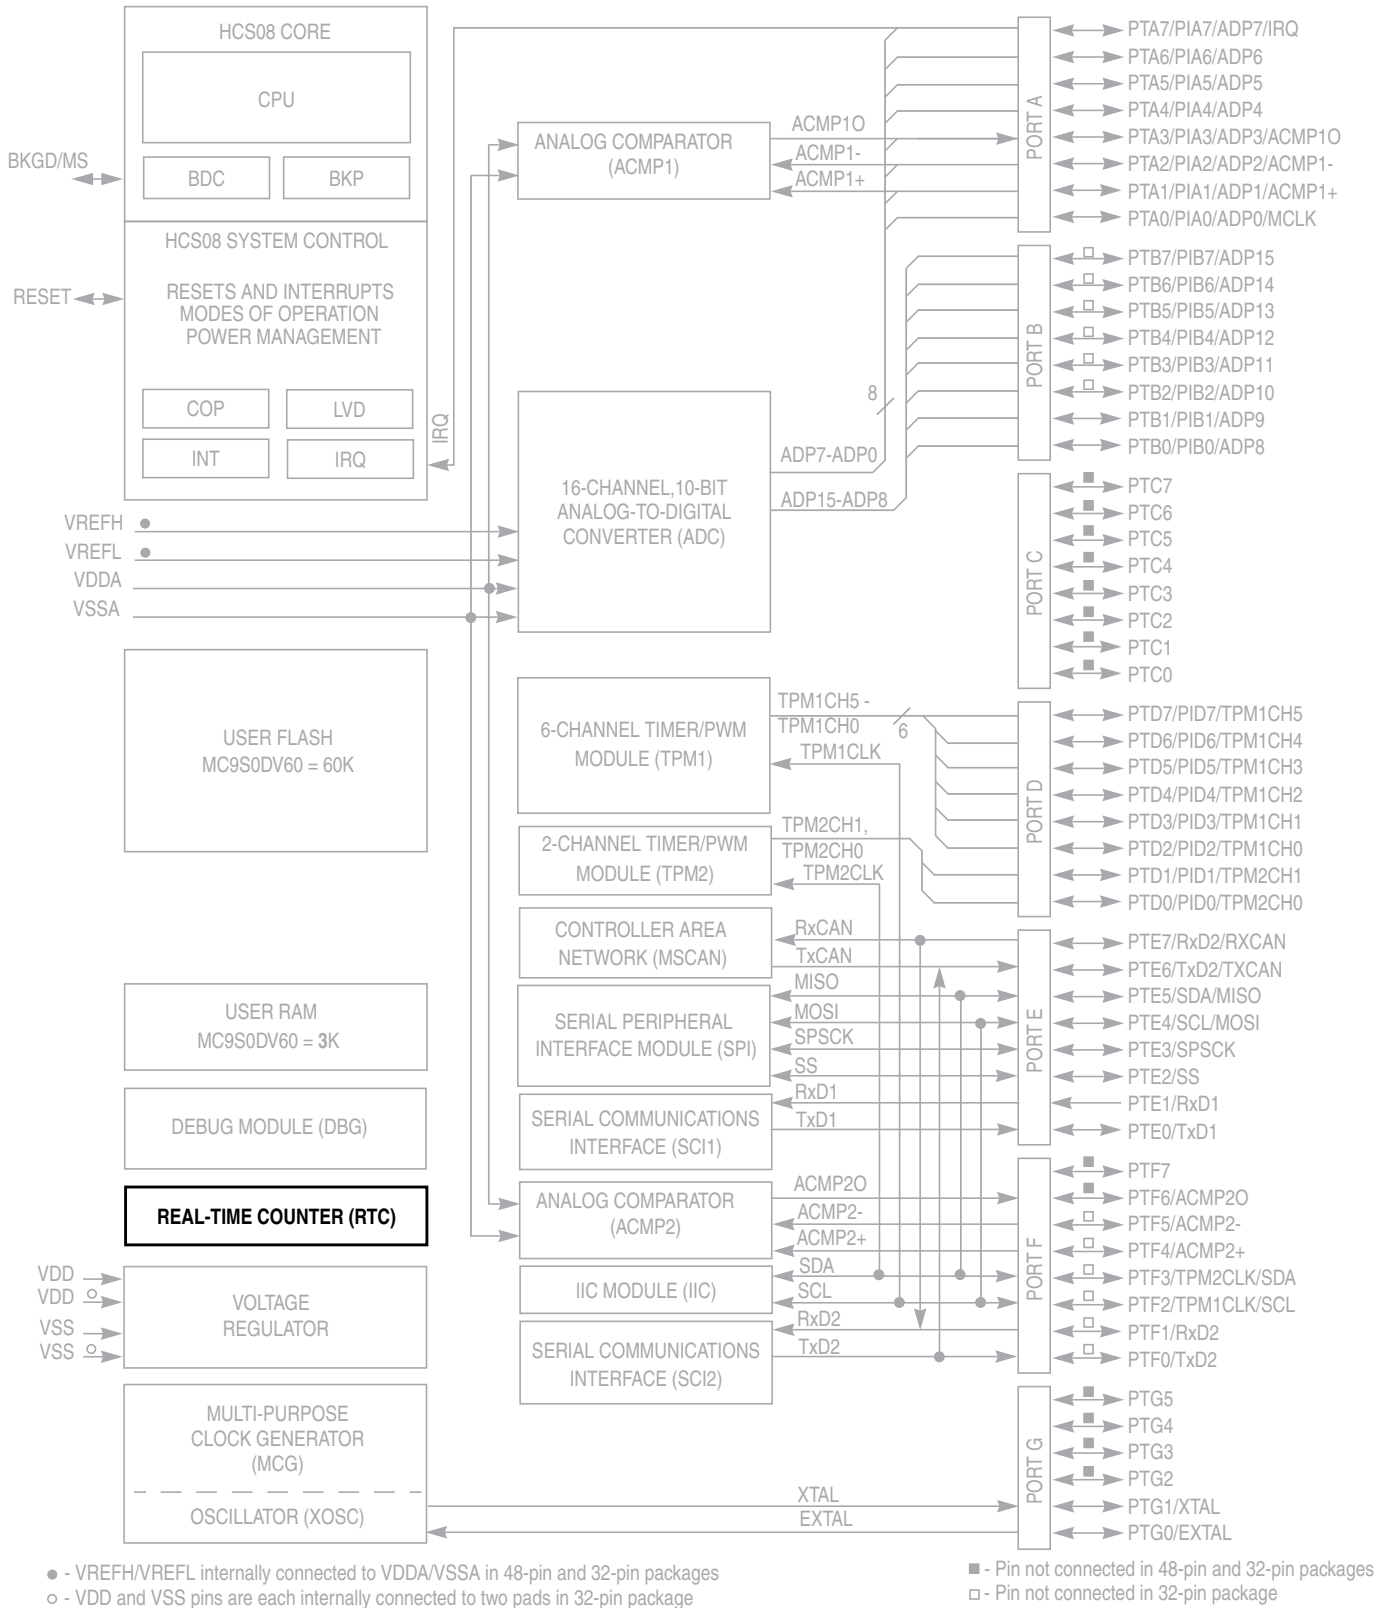 HCS08 CORE
CPU
BDC
BKP
BKGD/MS
HCS08 SYSTEM CONTROL
RESETS AND INTERRUPTS
MODES OF OPERATION
POWER MANAGEMENT
RESET
COP
LVD
INT
IRQ
IRQ
VREFH
VREFL
VDDA
VSSA
USER FLASH
MC9S0DV60 = 60K
USER RAM
MC9S0DV60 = 3K
DEBUG MODULE (DBG)
REAL-TIME COUNTER (RTC)
VDD
VDD
VSS
VSS
VOLTAGE
REGULATOR
MULTI-PURPOSE
CLOCK GENERATOR
(MCG)
OSCILLATOR (XOSC)
ANALOG COMPARATOR
(ACMP1)
ACMP1O
ACMP1-
ACMP1+
16-CHANNEL,10-BIT
ANALOG-TO-DIGITAL
CONVERTER (ADC)
8
ADP7-ADP0
ADP15-ADP8
6-CHANNEL TIMER/PWM
MODULE (TPM1)
TPM1CH5 -
TPM1CH0
6
TPM1CLK
2-CHANNEL TIMER/PWM
MODULE (TPM2)
TPM2CH1,
TPM2CH0
TPM2CLK
CONTROLLER AREA
NETWORK (MSCAN)
RxCAN
TxCAN
SERIAL PERIPHERAL
INTERFACE MODULE (SPI)
MISO
MOSI
SPSCK
SS
SERIAL COMMUNICATIONS
INTERFACE (SCI1)
RxD1
TxD1
ANALOG COMPARATOR
(ACMP2)
ACMP2O
ACMP2-
ACMP2+
IIC MODULE (IIC)
SDA
SCL
SERIAL COMMUNICATIONS
INTERFACE (SCI2)
RxD2
TxD2
XTAL
EXTAL
PORT A
PTA7/PIA7/ADP7/IRQ
PTA6/PIA6/ADP6
PTA5/PIA5/ADP5
PTA4/PIA4/ADP4
PTA3/PIA3/ADP3/ACMP1O
PTA2/PIA2/ADP2/ACMP1-
PTA1/PIA1/ADP1/ACMP1+
PTA0/PIA0/ADP0/MCLK
PORT B
PTB7/PIB7/ADP15
PTB6/PIB6/ADP14
PTB5/PIB5/ADP13
PTB4/PIB4/ADP12
PTB3/PIB3/ADP11
PTB2/PIB2/ADP10
PTB1/PIB1/ADP9
PTB0/PIB0/ADP8
PORT C
PTC7
PTC6
PTC5
PTC4
PTC3
PTC2
PTC1
PTC0
PORT D
PTD7/PID7/TPM1CH5
PTD6/PID6/TPM1CH4
PTD5/PID5/TPM1CH3
PTD4/PID4/TPM1CH2
PTD3/PID3/TPM1CH1
PTD2/PID2/TPM1CH0
PTD1/PID1/TPM2CH1
PTD0/PID0/TPM2CH0
PORT E
PTE7/RxD2/RXCAN
PTE6/TxD2/TXCAN
PTE5/SDA/MISO
PTE4/SCL/MOSI
PTE3/SPSCK
PTE2/SS
PTE1/RxD1
PTE0/TxD1
PORT F
PTF7
PTF6/ACMP2O
PTF5/ACMP2-
PTF4/ACMP2+
PTF3/TPM2CLK/SDA
PTF2/TPM1CLK/SCL
PTF1/RxD2
PTF0/TxD2
PORT G
PTG5
PTG4
PTG3
PTG2
PTG1/XTAL
PTG0/EXTAL
● - VREFH/VREFL internally connected to VDDA/VSSA in 48-pin and 32-pin packages
○ - VDD and VSS pins are each internally connected to two pads in 32-pin package
■ - Pin not connected in 48-pin and 32-pin packages
□ - Pin not connected in 32-pin package